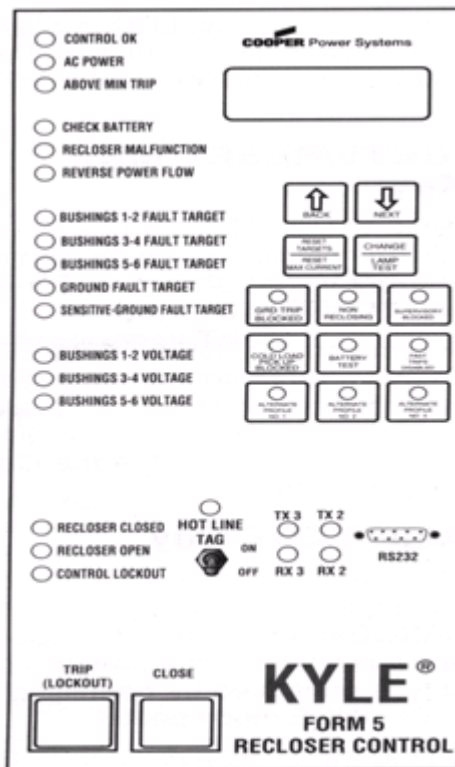 CONTROL OK
AC POWER
ABOVE MIN TRIP
CHECK BATTERY
RECLOSER MALFUNCTION
REVERSE POWER FLOW
BUSHINGS 1-2 FAULT TARGET
BUSHINGS 3-4 FAULT TARGET
BUSHINGS 5-6 FAULT TARGET
GROUND FAULT TARGET
SENSITIVE-GROUND FAULT TARGET
BUSHINGS 1-2 VOLTAGE
BUSHINGS 3-4 VOLTAGE
BUSHINGS 5-6 VOLTAGE
COOPER Power Systems
BACK
NEXT
RESET
TARGETS
RESET
MAX CURRENT
CHANGE
LAMP
TEST
GRD TRIP
BLOCKED
NON
RECLOSING
SUPERVISORY
BLOCKED
COLD LOAD
PICK UP
BLOCKED
BATTERY
TEST
FAST
TRIPS
DISABLED
ALTERNATE
PROFILE
NO. 1
ALTERNATE
PROFILE
NO. 2
ALTERNATE
PROFILE
NO. 3
RECLOSER CLOSED
RECLOSER OPEN
CONTROL LOCKOUT
HOT LINE
TAG
ON
OFF
TX 3
TX 2
RX 3
RX 2
RS232
TRIP
(LOCKOUT)
CLOSE
KYLE®
FORM 5
RECLOSER CONTROL